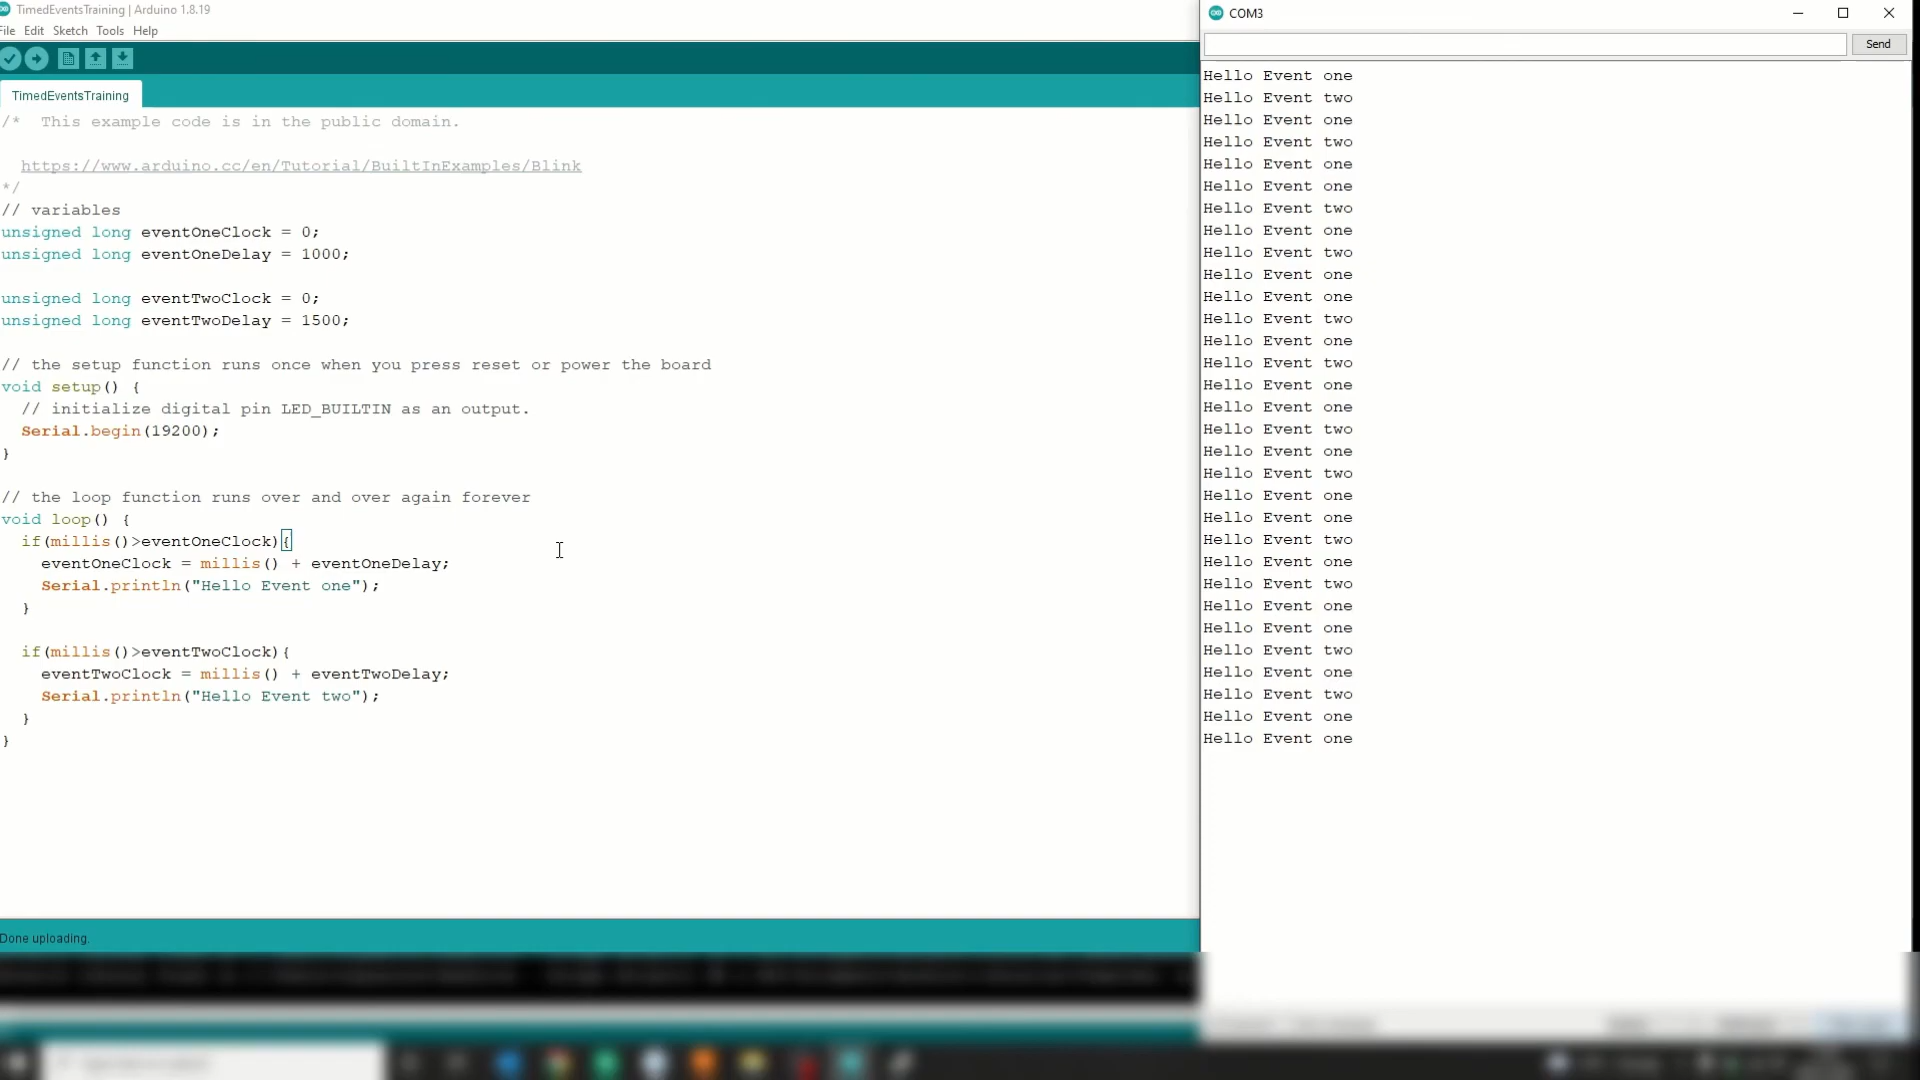 TimedEventsTraining | Arduino 1.8.19
File Edit Sketch Tools Help
TimedEventsTraining
/*  This example code is in the public domain.
https://www.arduino.cc/en/Tutorial/BuiltInExamples/Blink
*/
// variables
unsigned long eventOneClock = 0;
unsigned long eventOneDelay = 1000;
unsigned long eventTwoClock = 0;
unsigned long eventTwoDelay = 1500;
// the setup function runs once when you press reset or power the board
void setup() {
  // initialize digital pin LED_BUILTIN as an output.
  Serial.begin(19200);
}
// the loop function runs over and over again forever
void loop() {
  if(millis()>eventOneClock){
    eventOneClock = millis() + eventOneDelay;
    Serial.println("Hello Event one");
  }
  if(millis()>eventTwoClock){
    eventTwoClock = millis() + eventTwoDelay;
    Serial.println("Hello Event two");
  }
}
Done uploading.
COM3
Send
Hello Event one
Hello Event two
Hello Event one
Hello Event two
Hello Event one
Hello Event one
Hello Event two
Hello Event one
Hello Event two
Hello Event one
Hello Event one
Hello Event two
Hello Event one
Hello Event two
Hello Event one
Hello Event one
Hello Event two
Hello Event one
Hello Event two
Hello Event one
Hello Event one
Hello Event two
Hello Event one
Hello Event two
Hello Event one
Hello Event one
Hello Event two
Hello Event one
Hello Event two
Hello Event one
Hello Event one